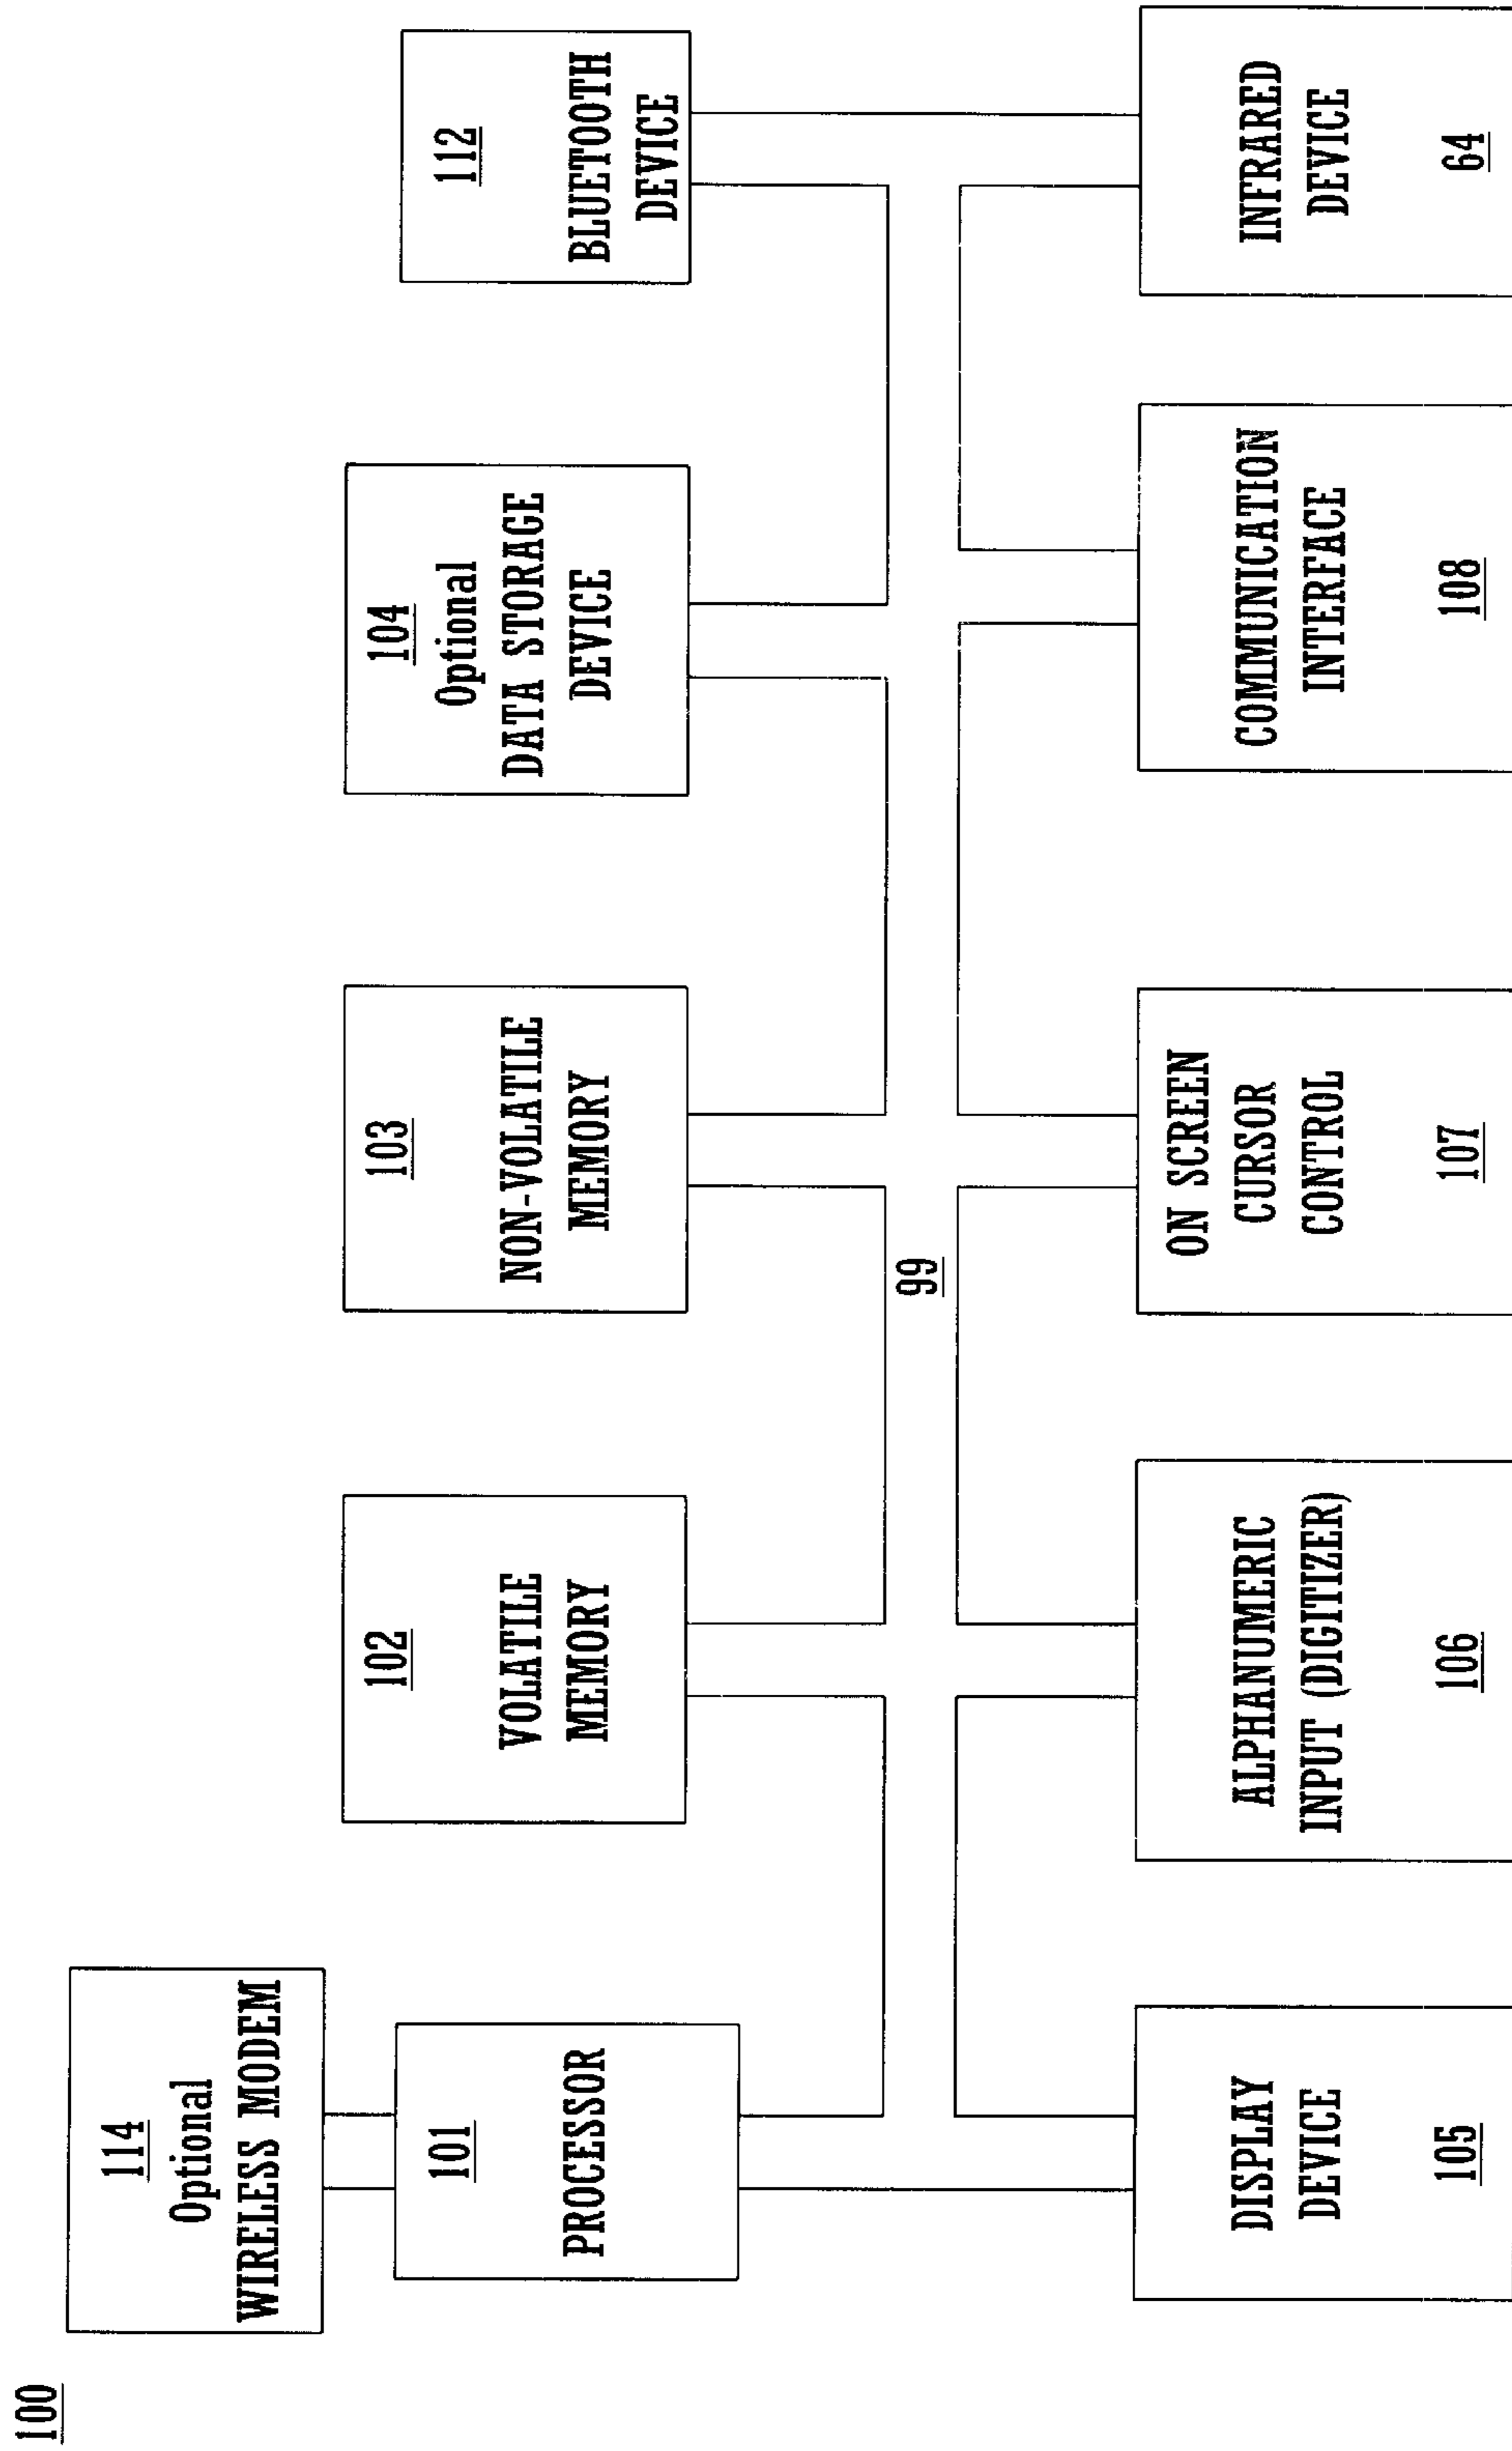 100
114
Optional
WIRELESS MODEM
101
PROCESSOR
102
VOLATILE
MEMORY
103
NON-VOLATILE
MEMORY
104
Optional
DATA STORAGE
DEVICE
112
BLUETOOTH
DEVICE
99
DISPLAY
DEVICE
105
ALPHANUMERIC
INPUT (DIGITIZER)
106
ON SCREEN
CURSOR
CONTROL
107
COMMUNICATION
INTERFACE
108
INFRARED
DEVICE
64